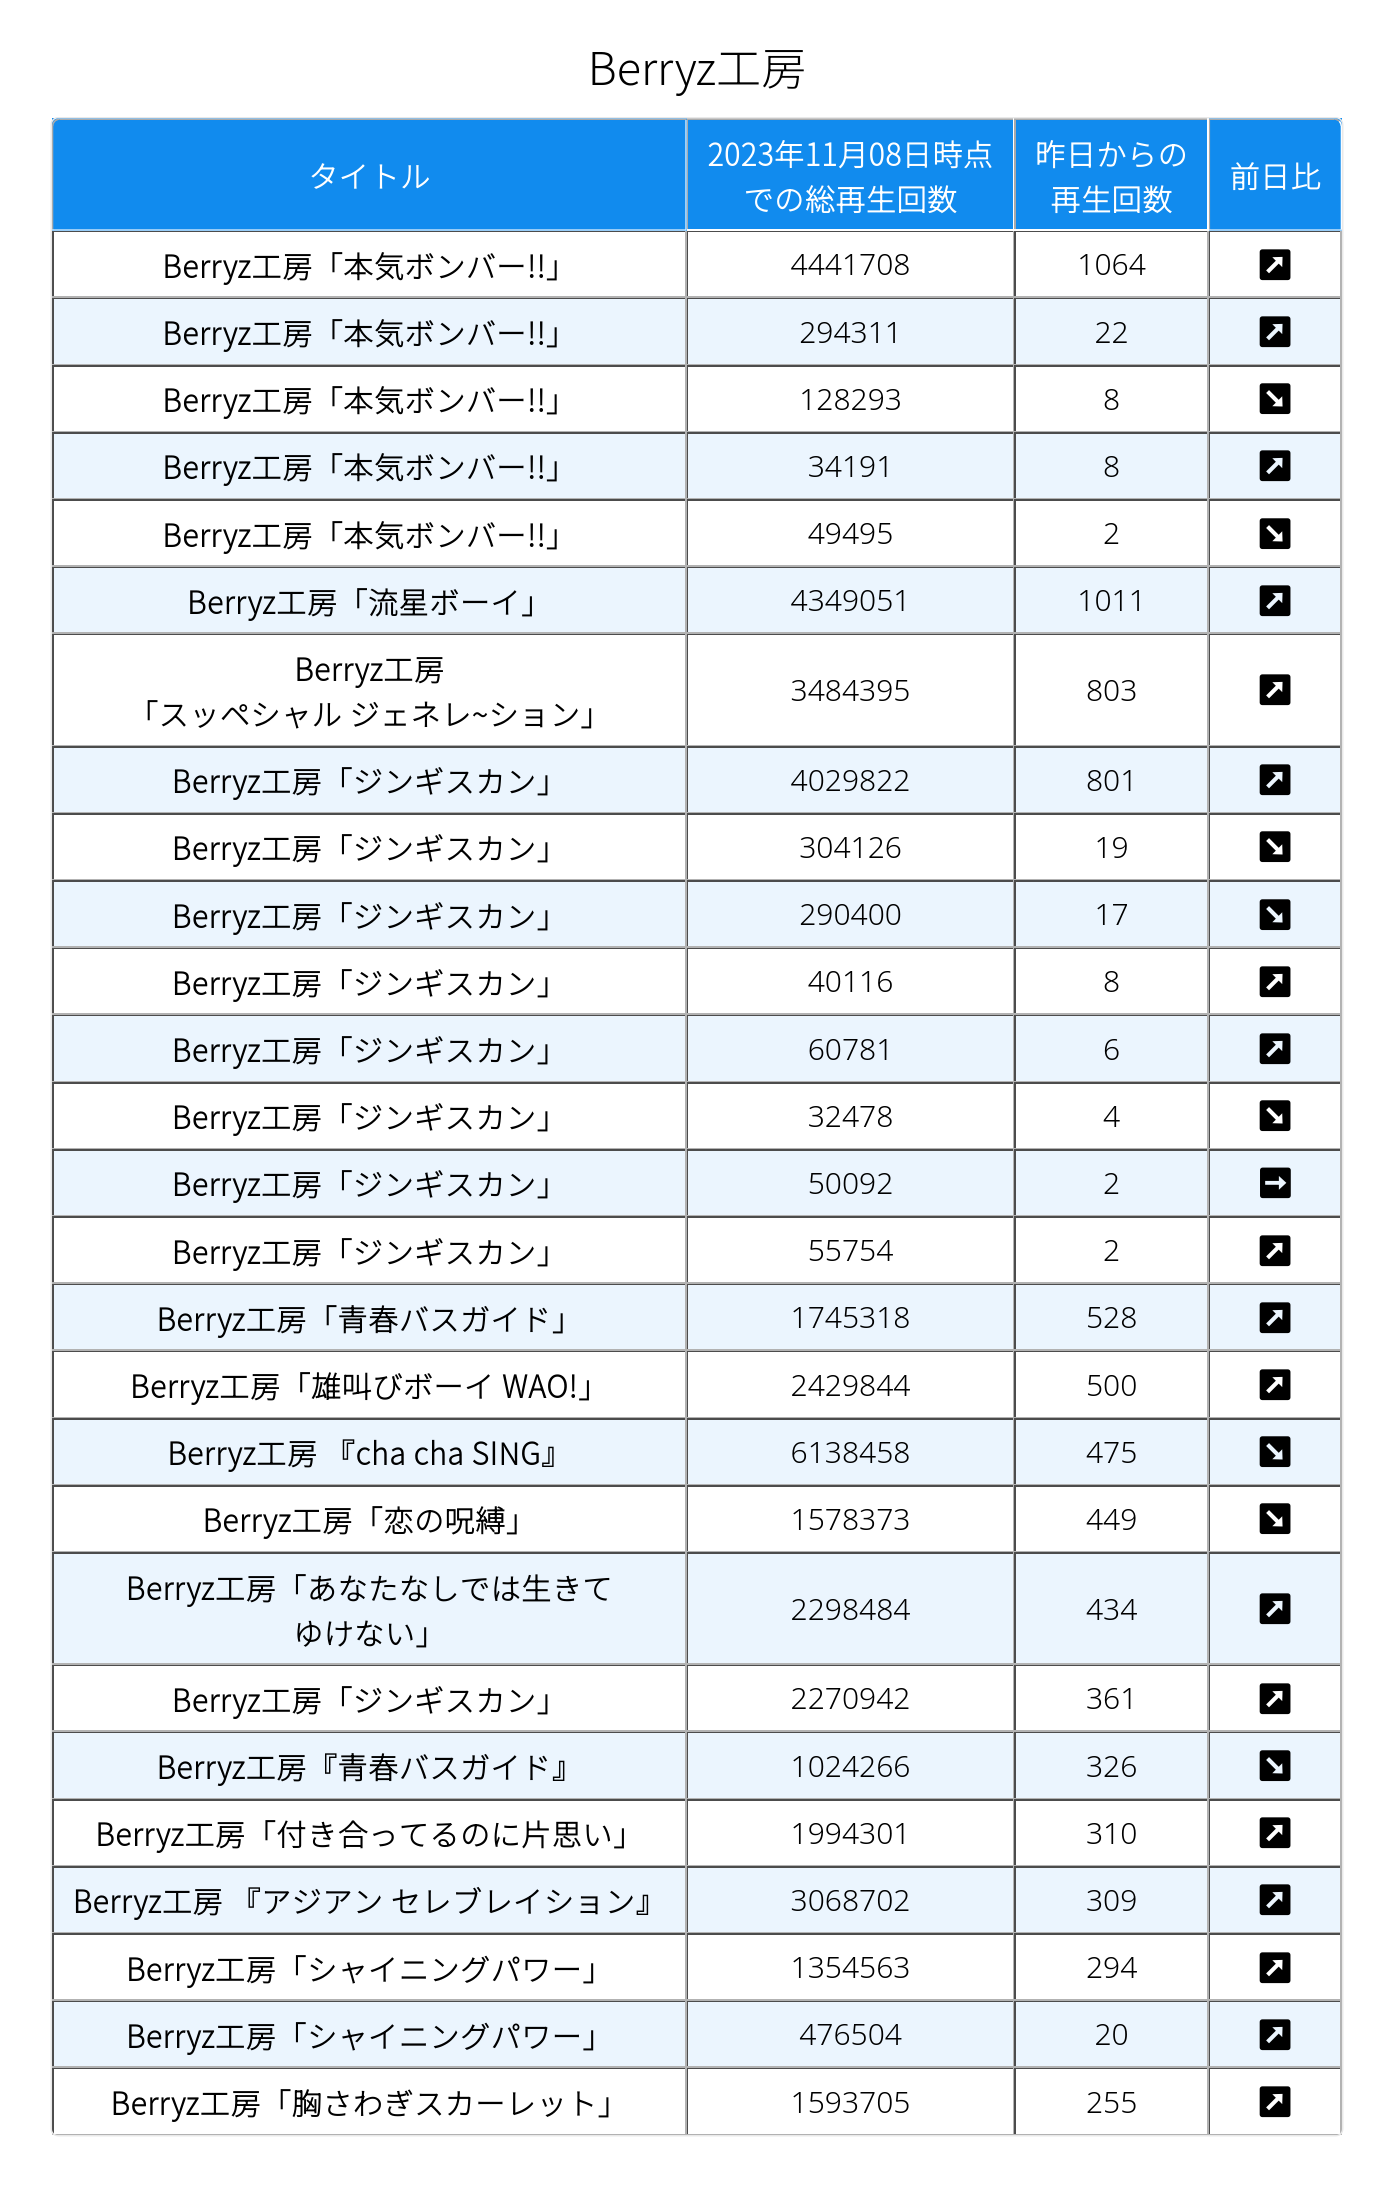 Berryz工房
タイトル
2023年11月08日時点
での総再生回数
昨日からの
再生回数
前日比
Berryz工房「本気ボンバー!!」 4441708 1064 ↗
Berryz工房「本気ボンバー!!」 294311 22 ↗
Berryz工房「本気ボンバー!!」 128293 8 ↘
Berryz工房「本気ボンバー!!」 34191 8 ↗
Berryz工房「本気ボンバー!!」 49495 2 ↘
Berryz工房「流星ボーイ」 4349051 1011 ↗
Berryz工房
「スッペシャル ジェネレ~ション」 3484395 803 ↗
Berryz工房「ジンギスカン」 4029822 801 ↗
Berryz工房「ジンギスカン」 304126 19 ↘
Berryz工房「ジンギスカン」 290400 17 ↘
Berryz工房「ジンギスカン」 40116 8 ↗
Berryz工房「ジンギスカン」 60781 6 ↗
Berryz工房「ジンギスカン」 32478 4 ↘
Berryz工房「ジンギスカン」 50092 2 →
Berryz工房「ジンギスカン」 55754 2 ↗
Berryz工房「青春バスガイド」 1745318 528 ↗
Berryz工房「雄叫びボーイ WAO!」 2429844 500 ↗
Berryz工房 『cha cha SING』 6138458 475 ↘
Berryz工房「恋の呪縛」 1578373 449 ↘
Berryz工房「あなたなしでは生きて
ゆけない」 2298484 434 ↗
Berryz工房「ジンギスカン」 2270942 361 ↗
Berryz工房『青春バスガイド』 1024266 326 ↘
Berryz工房「付き合ってるのに片思い」 1994301 310 ↗
Berryz工房 『アジアン セレブレイション』 3068702 309 ↗
Berryz工房「シャイニングパワー」 1354563 294 ↗
Berryz工房「シャイニングパワー」 476504 20 ↗
Berryz工房「胸さわぎスカーレット」 1593705 255 ↗